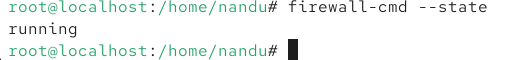 root@localhost:/home/nandu# firewall-cmd --state
running
root@localhost:/home/nandu#